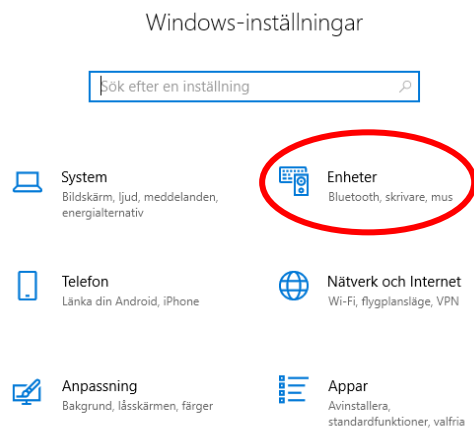 Windows-inställningar
Sök efter en inställning
System
Bildskärm, ljud, meddelanden,
energialternativ
Enheter
Bluetooth, skrivare, mus
Telefon
Länka din Android, iPhone
Nätverk och Internet
Wi-Fi, flygplansläge, VPN
Anpassning
Bakgrund, låsskärmen, färger
Appar
Avinstallera,
standardfunktioner, valfria